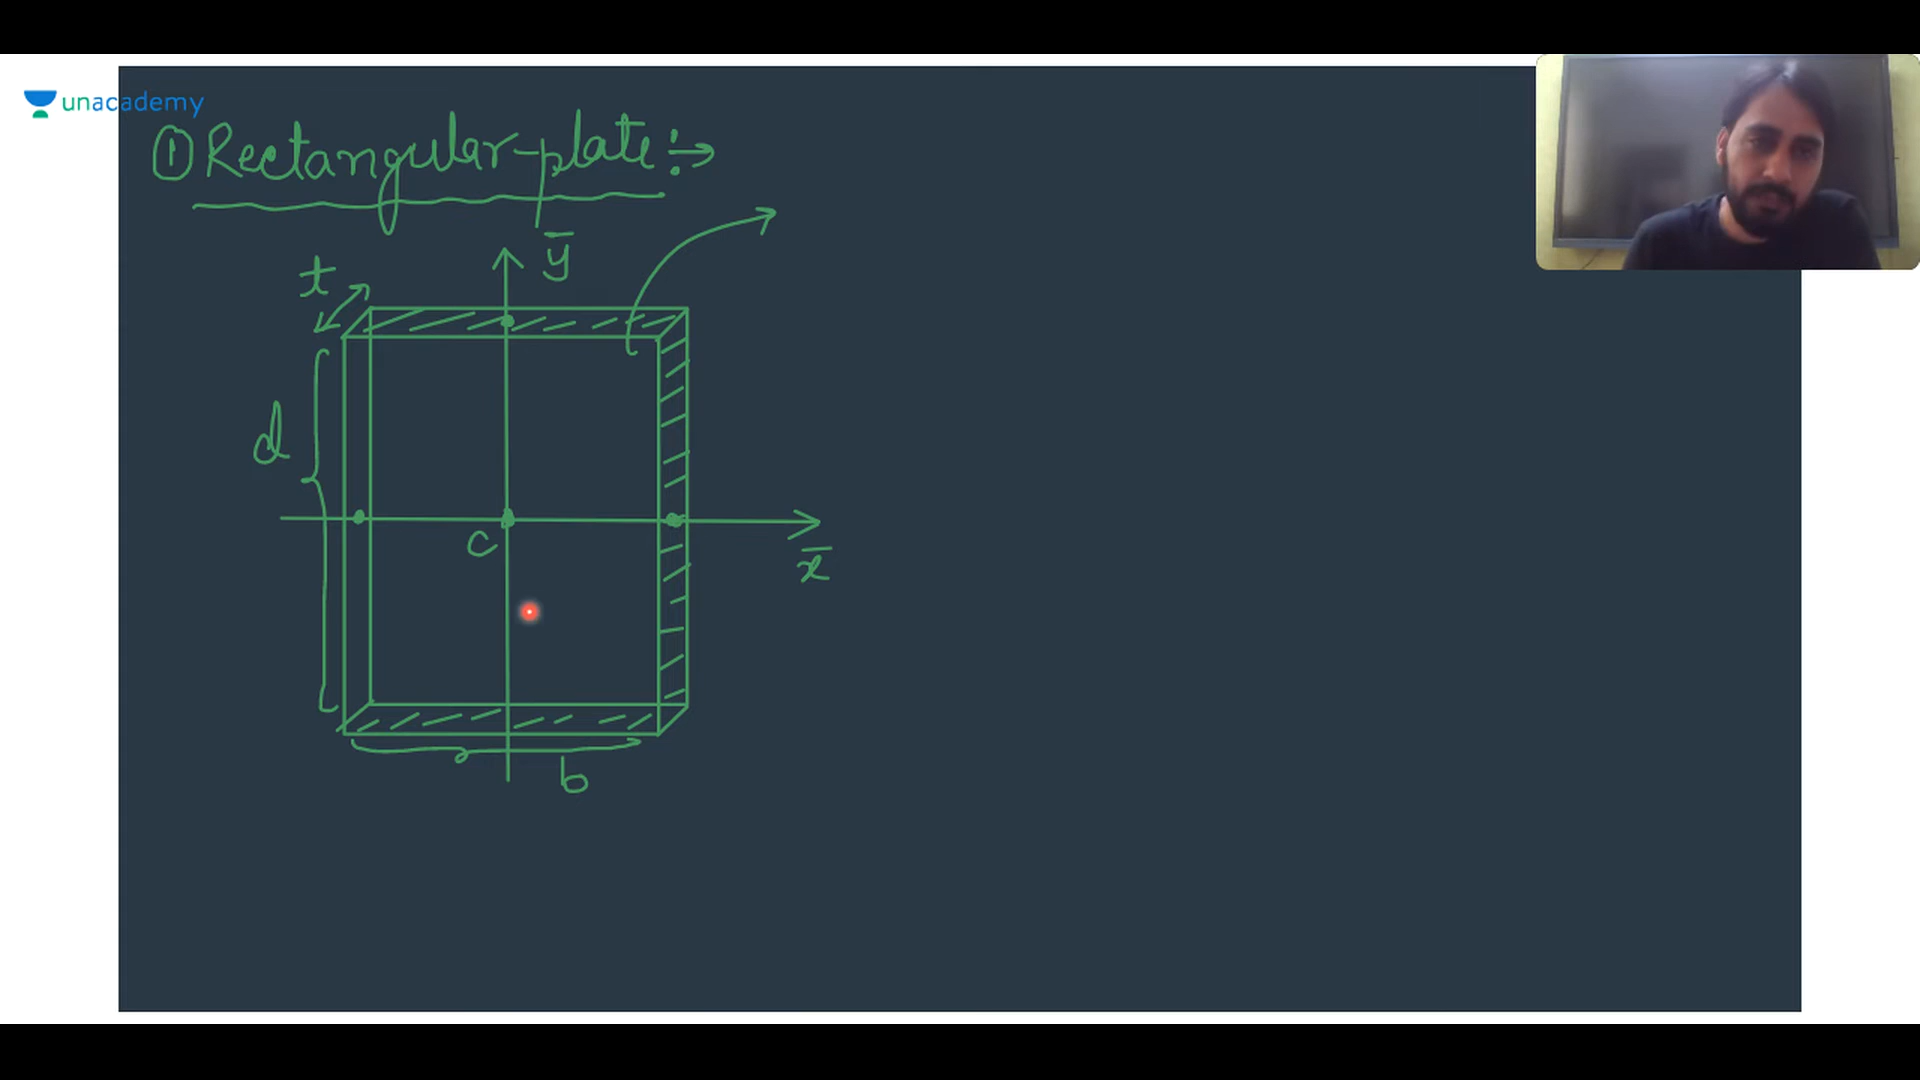 unacademy
① Rectangular-plate :→
y̅
t
d
C
x̅
b